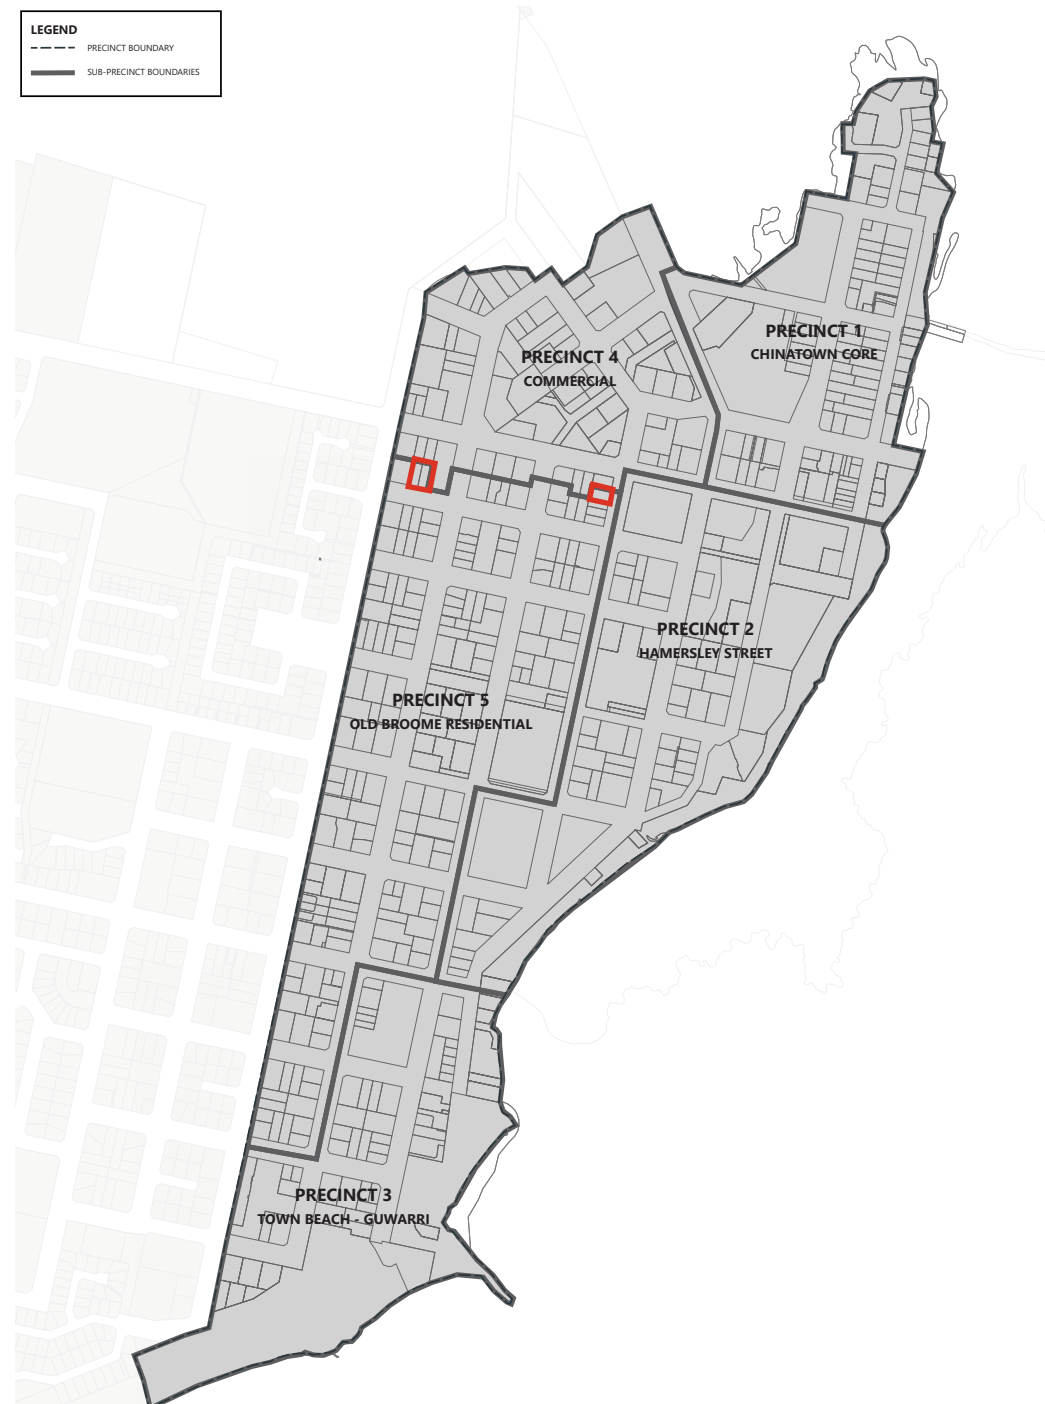 LEGEND
PRECINCT BOUNDARY
SUB-PRECINCT BOUNDARIES
PRECINCT 1
CHINATOWN CORE
PRECINCT 4
COMMERCIAL
PRECINCT 2
HAMERSLEY STREET
PRECINCT 5
OLD BROOME RESIDENTIAL
PRECINCT 3
TOWN BEACH - GUWARRI